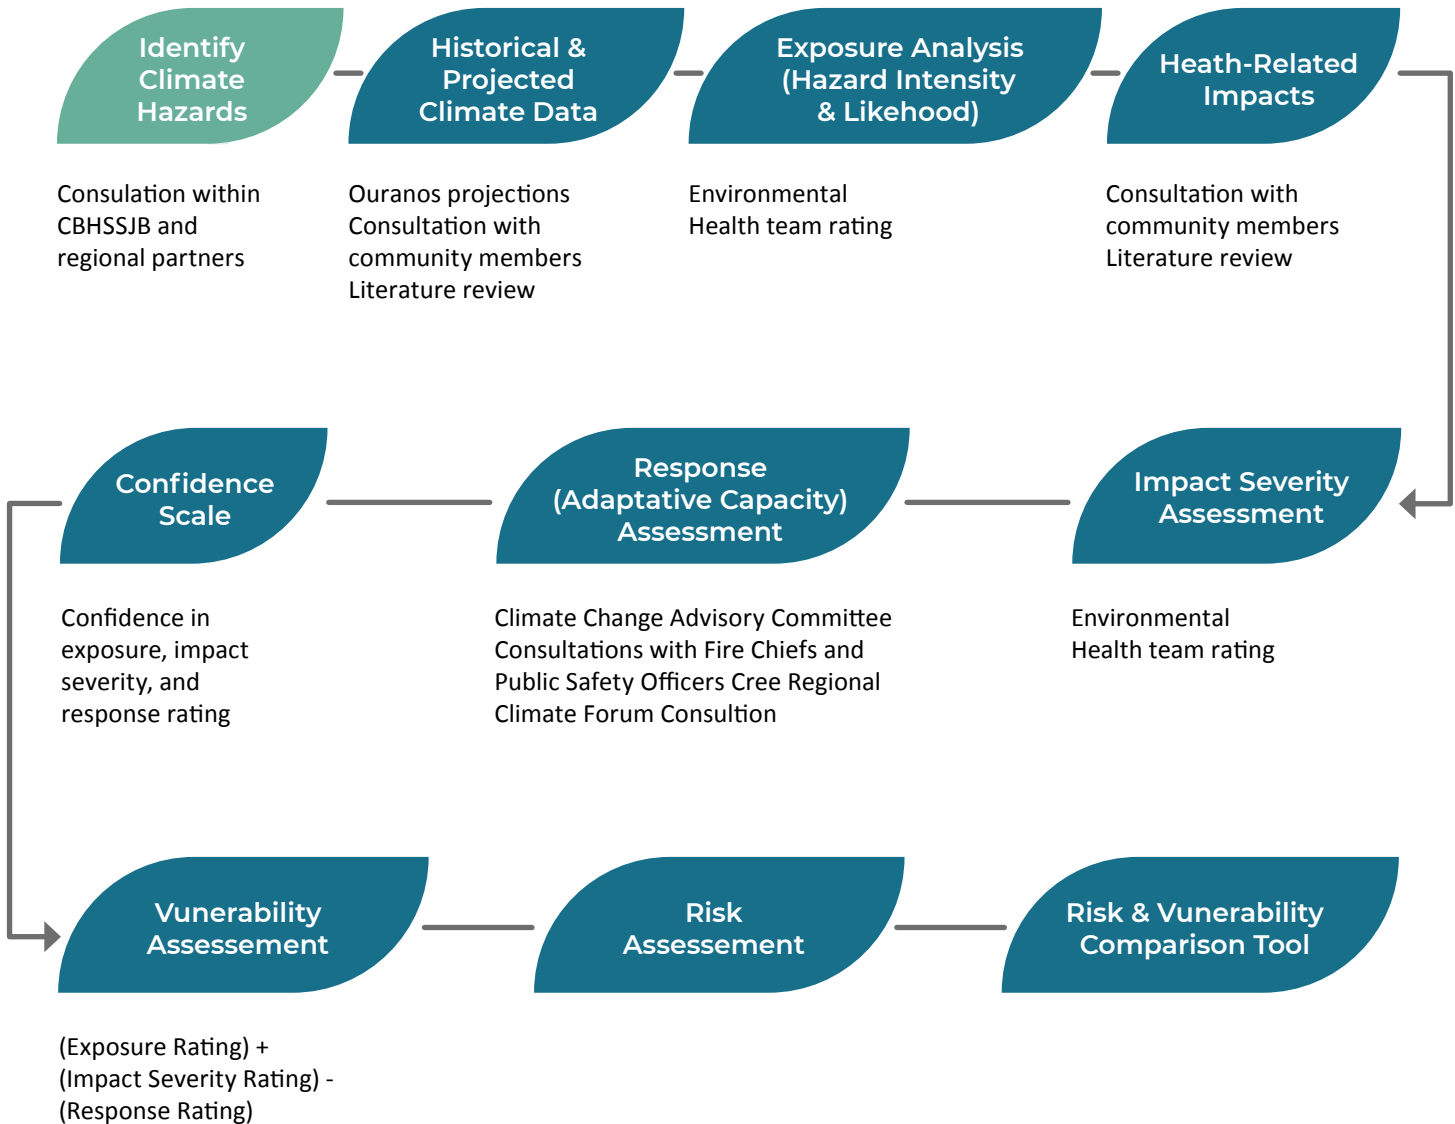 Identify
Climate
Hazards
Consulation within
CBHSSJB and
regional partners
Historical &
Projected
Climate Data
Ouranos projections
Consultation with
community members
Literature review
Exposure Analysis
(Hazard Intensity
& Likehood)
Environmental
Health team rating
Heath-Related
Impacts
Consultation with
community members
Literature review
Impact Severity
Assessment
Environmental
Health team rating
Response
(Adaptative Capacity)
Assessment
Climate Change Advisory Committee
Consultations with Fire Chiefs and
Public Safety Officers Cree Regional
Climate Forum Consultion
Confidence
Scale
Confidence in
exposure, impact
severity, and
response rating
Vunerability
Assessement
(Exposure Rating) +
(Impact Severity Rating) -
(Response Rating)
Risk
Assessement
Risk & Vunerability
Comparison Tool